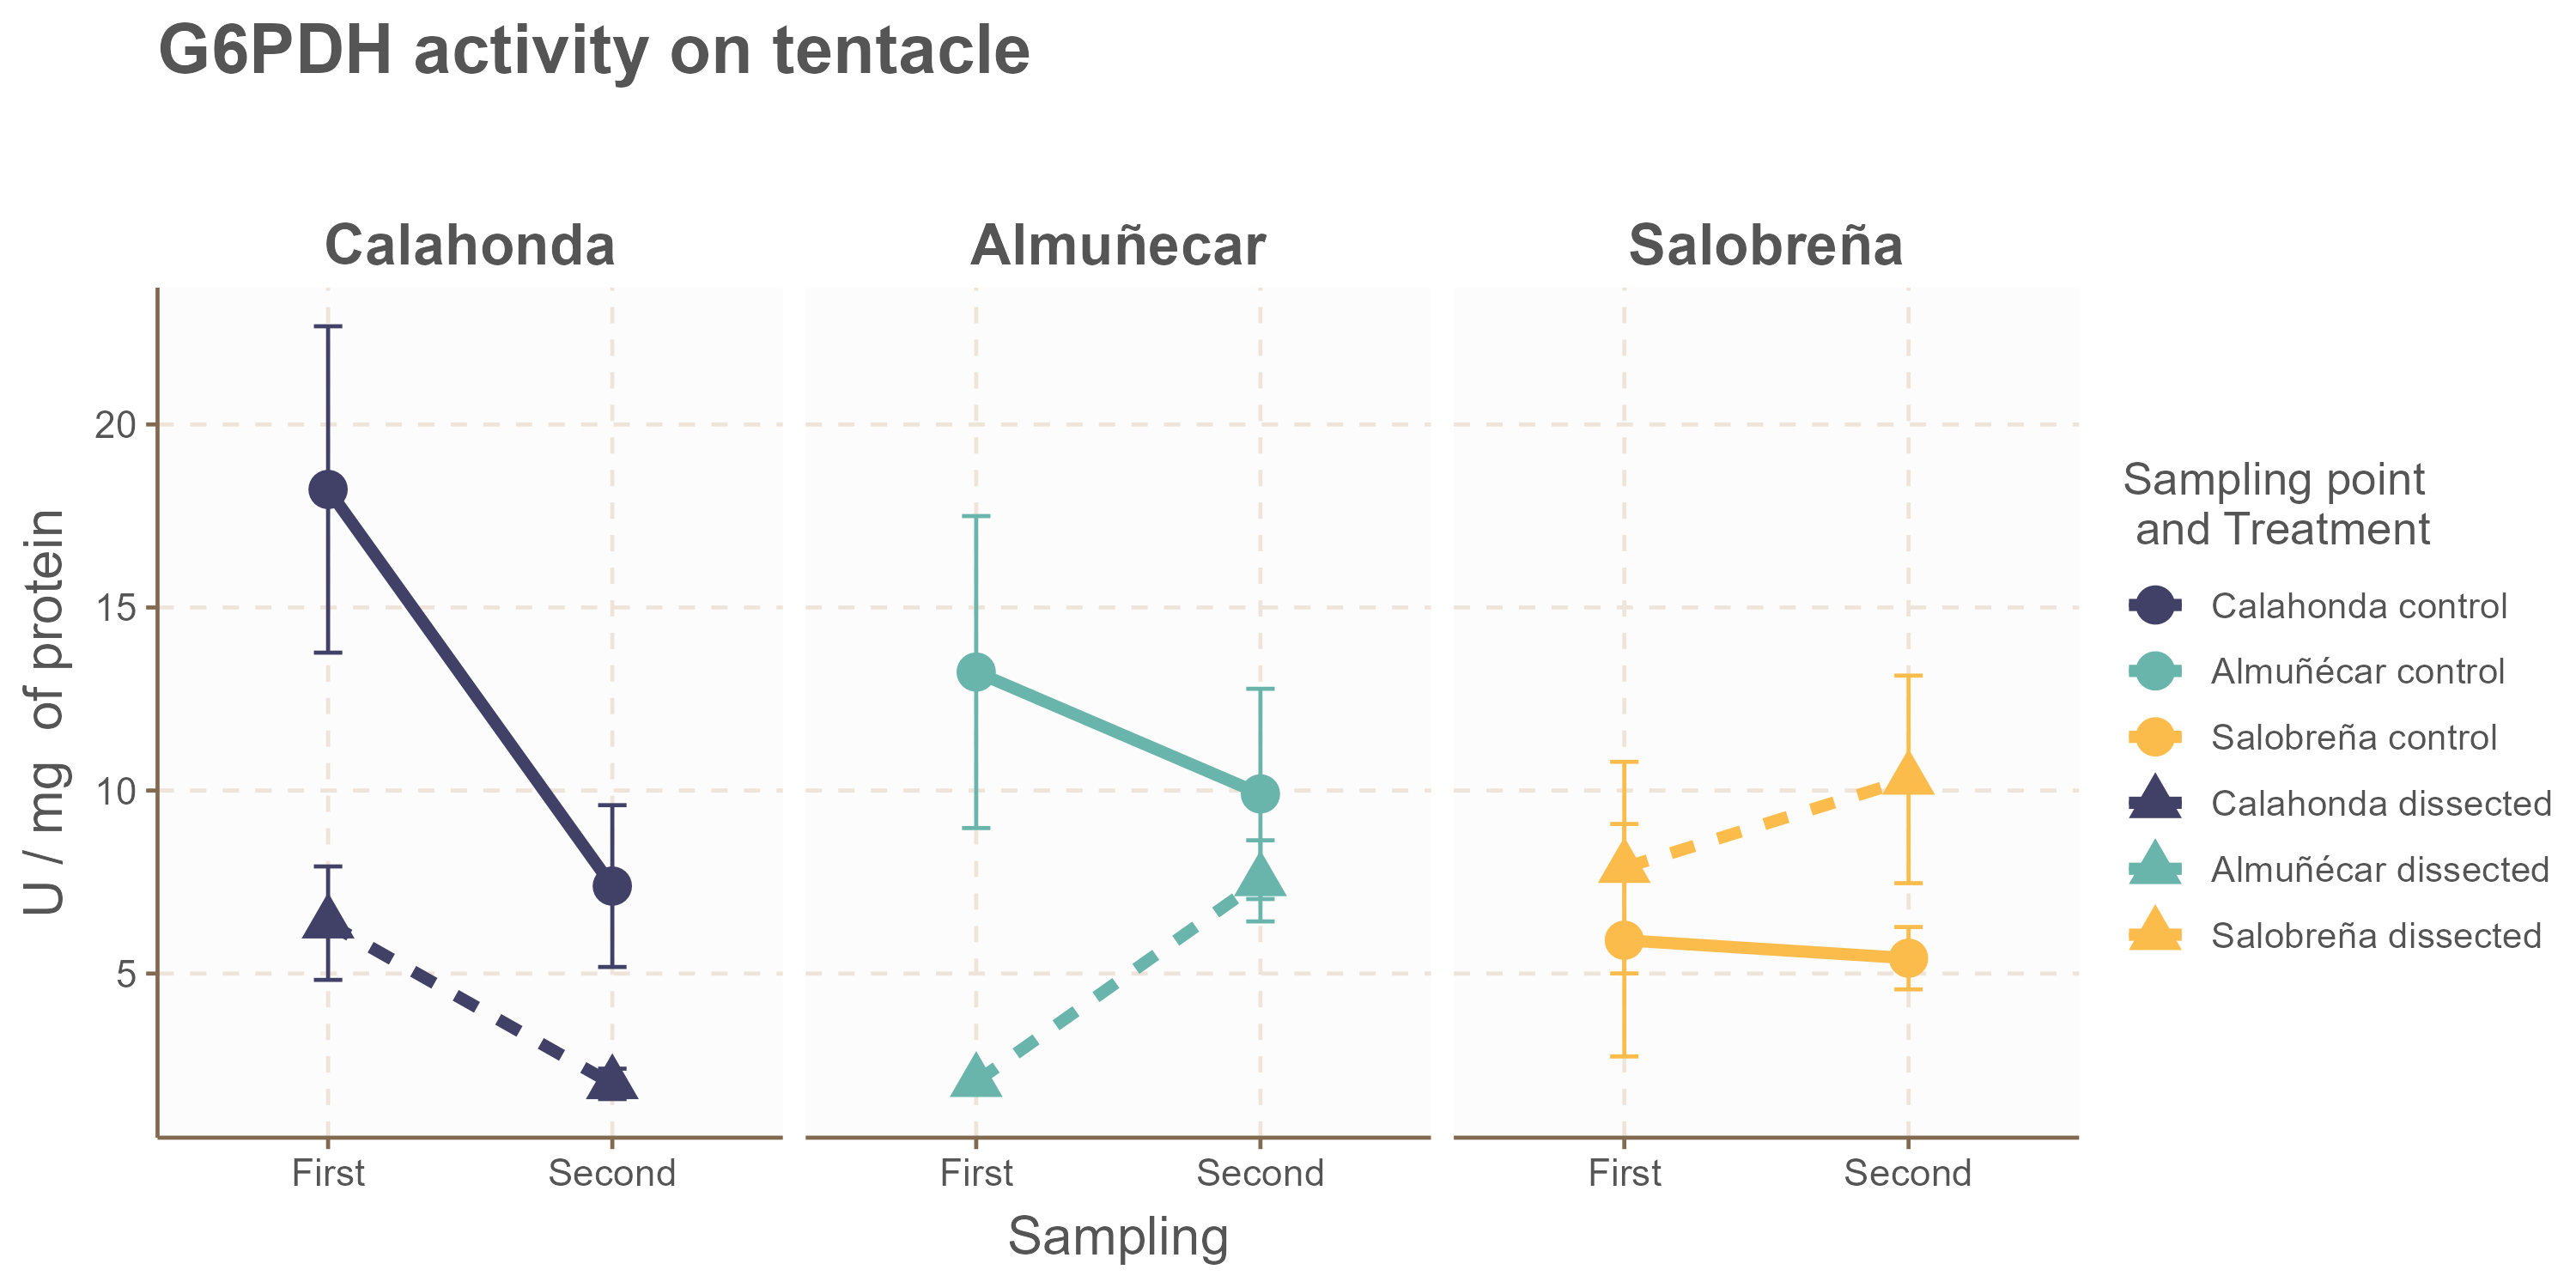 G6PDH activity on tentacle
Calahonda
Almuñecar
Salobreña
U / mg of protein
20
15
10
5
First
Second
First
Second
First
Second
Sampling
Sampling point
and Treatment
Calahonda control
Almuñécar control
Salobreña control
Calahonda dissected
Almuñécar dissected
Salobreña dissected